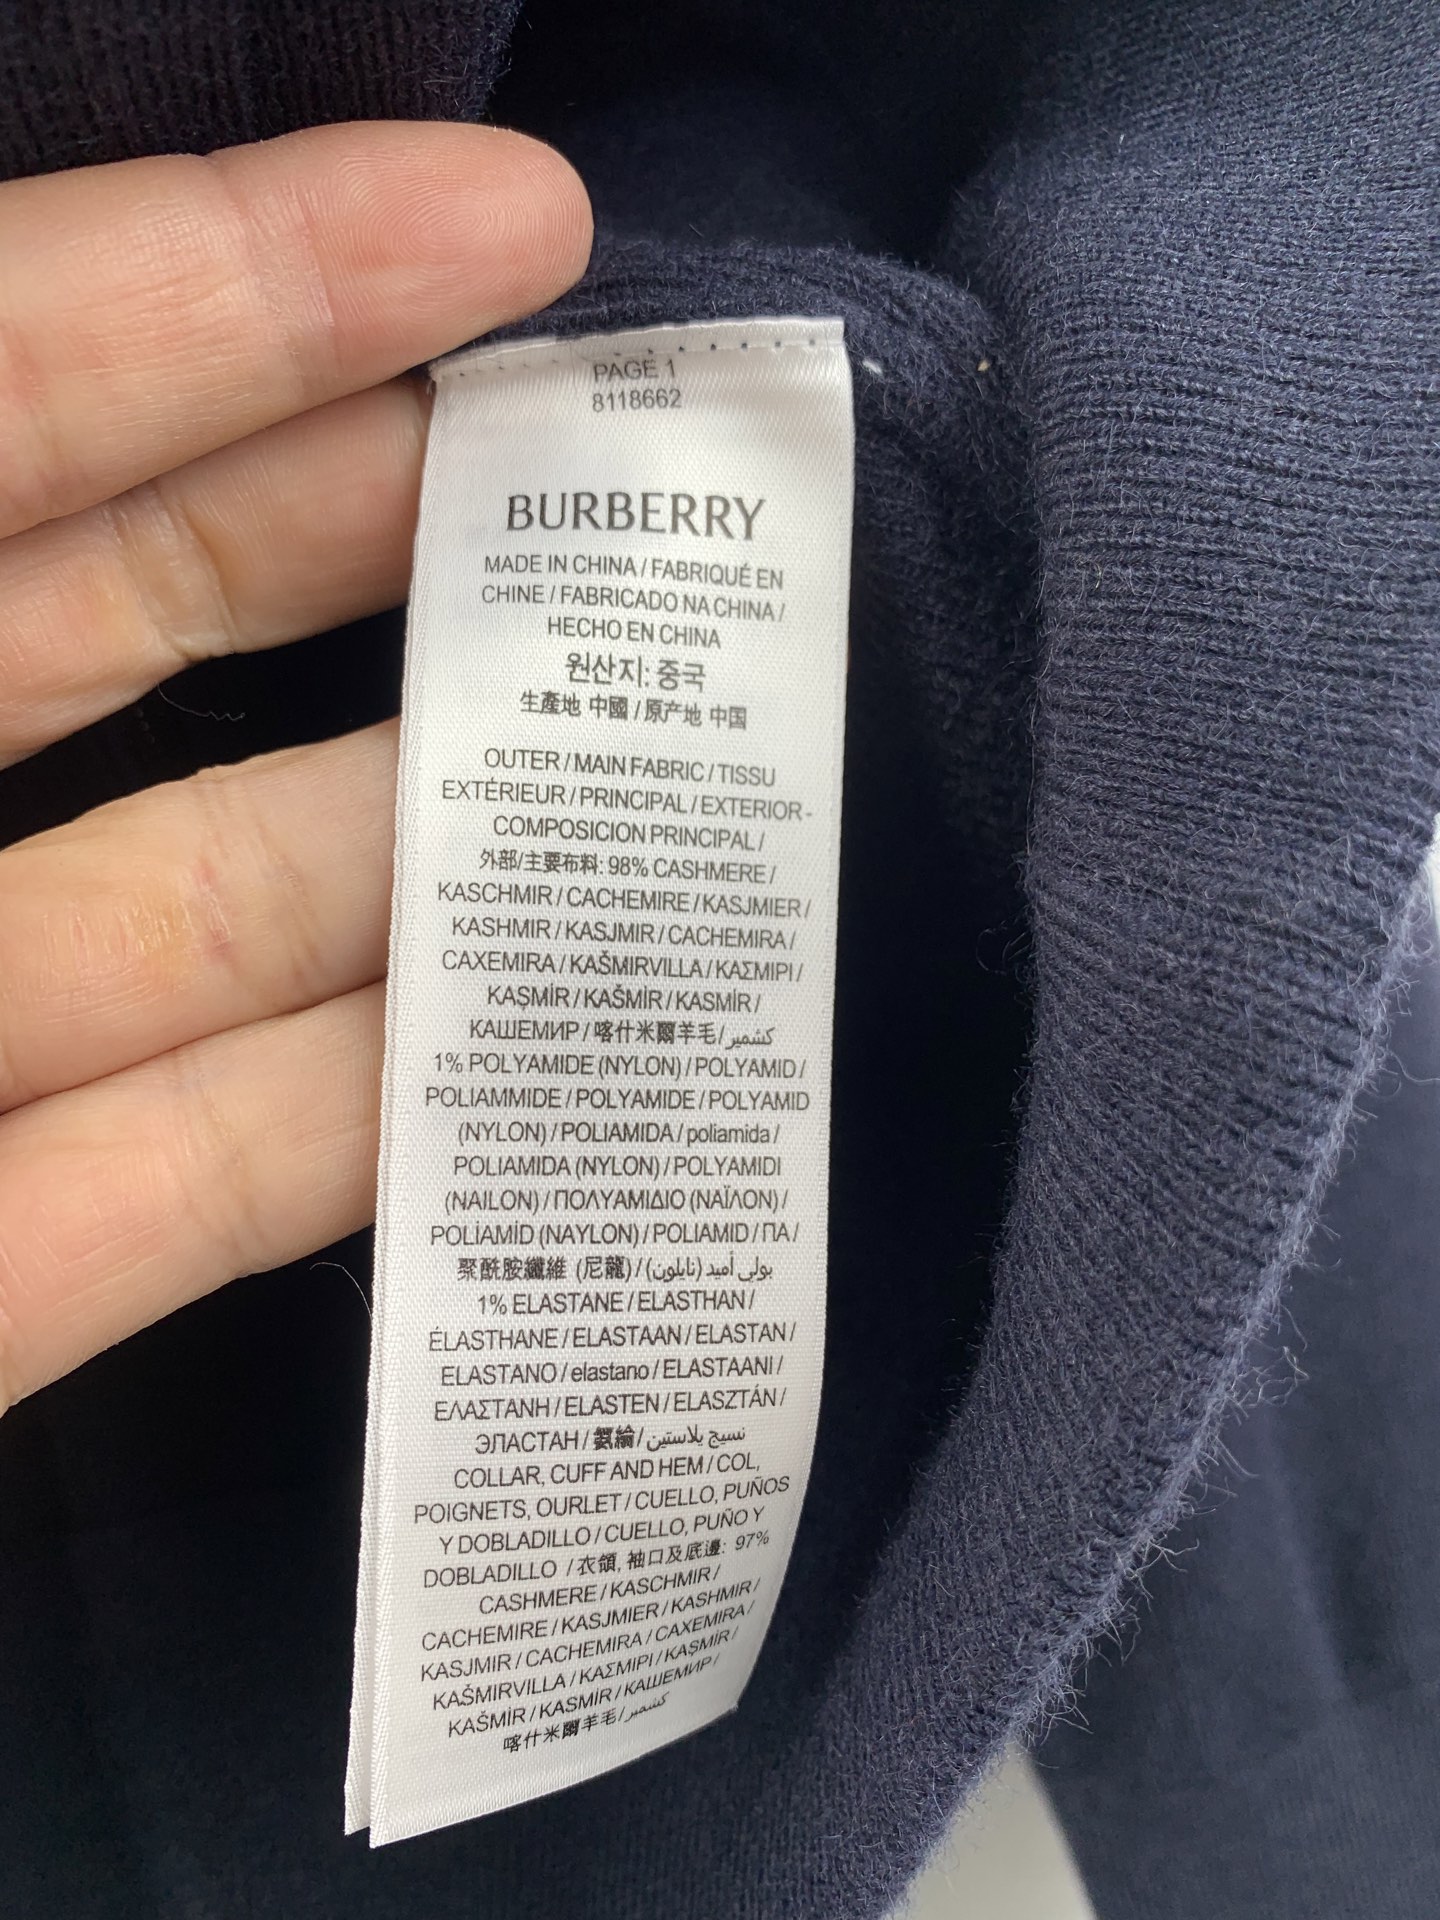 PAGE 1
8118662
BURBERRY
MADE IN CHINA / FABRIQUÉ EN
CHINE / FABRICADO NA CHINA /
HECHO EN CHINA
원산지: 중국
生產地 中國 / 原产地 中国
OUTER / MAIN FABRIC / TISSU
EXTÉRIEUR / PRINCIPAL / EXTERIOR -
COMPOSICION PRINCIPAL /
外部/主要布料: 98% CASHMERE /
KASCHMIR / CACHEMIRE / KASJMIER /
KASHMIR / KASJMIR / CACHEMIRA /
CAXEMIRA / KAŠMIRVILLA / ΚΑΣΜΙΡΙ /
KAŞMİR / KAŠMÍR / KASMÍR /
КАШЕМИР / 喀什米爾羊毛 / كشمير
1% POLYAMIDE (NYLON) / POLYAMID /
POLIAMMIDE / POLYAMIDE / POLYAMID
(NYLON) / POLIAMIDA / poliamida /
POLIAMIDA (NYLON) / POLYAMIDI
(NAILON) / ΠΟΛΥΑΜΙΔΙΟ (ΝΑΪΛΟΝ) /
POLİAMİD (NAYLON) / POLIAMID / ПА /
聚酰胺纖維 (尼龍) / بولي أميد (نايلون)
1% ELASTANE / ELASTHAN /
ÉLASTHANE / ELASTAAN / ELASTAN /
ELASTANO / elastano / ELASTAANI /
ΕΛΑΣΤΑΝΗ / ELASTEN / ELASZTÁN /
ЭЛАСТАН / 氨綸 / نسيج بلاستين
COLLAR, CUFF AND HEM / COL,
POIGNETS, OURLET / CUELLO, PUÑOS
Y DOBLADILLO / CUELLO, PUÑO Y
DOBLADILLO / 衣領, 袖口及底邊: 97%
CASHMERE / KASCHMIR /
CACHEMIRE / KASJMIER / KASHMIR /
KASJMIR / CACHEMIRA / CAXEMIRA /
KAŠMIRVILLA / ΚΑΣΜΙΡΙ / KAŞMİR /
KAŠMÍR / KASMÍR / КАШЕМИР /
喀什米爾羊毛 / كشمير